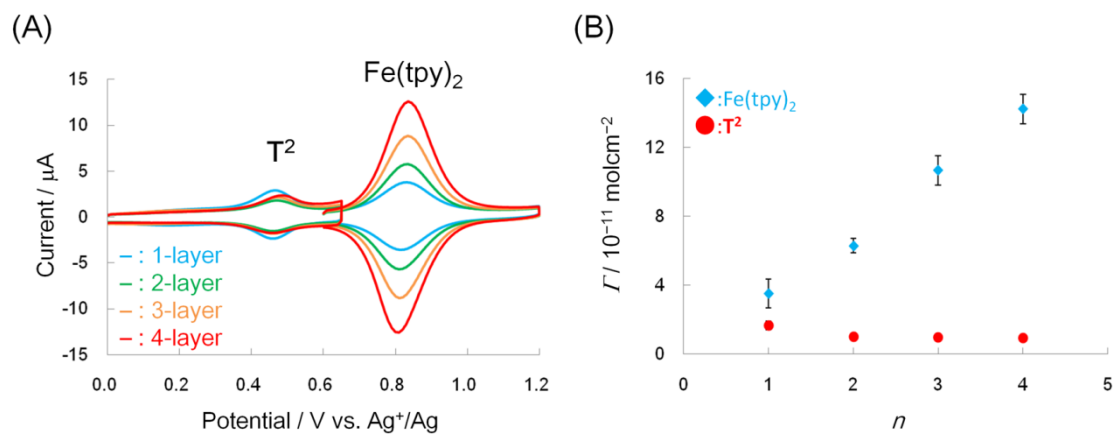 (A)
Fe(tpy)₂
T²
15
10
5
0
-5
-10
-15
Current / μA
– : 1-layer
– : 2-layer
– : 3-layer
– : 4-layer
0.0 0.2 0.4 0.6 0.8 1.0 1.2
Potential / V vs. Ag⁺/Ag
(B)
:Fe(tpy)₂
:T²
16
12
8
4
0
Γ / 10⁻¹¹ molcm⁻²
0 1 2 3 4 5
n